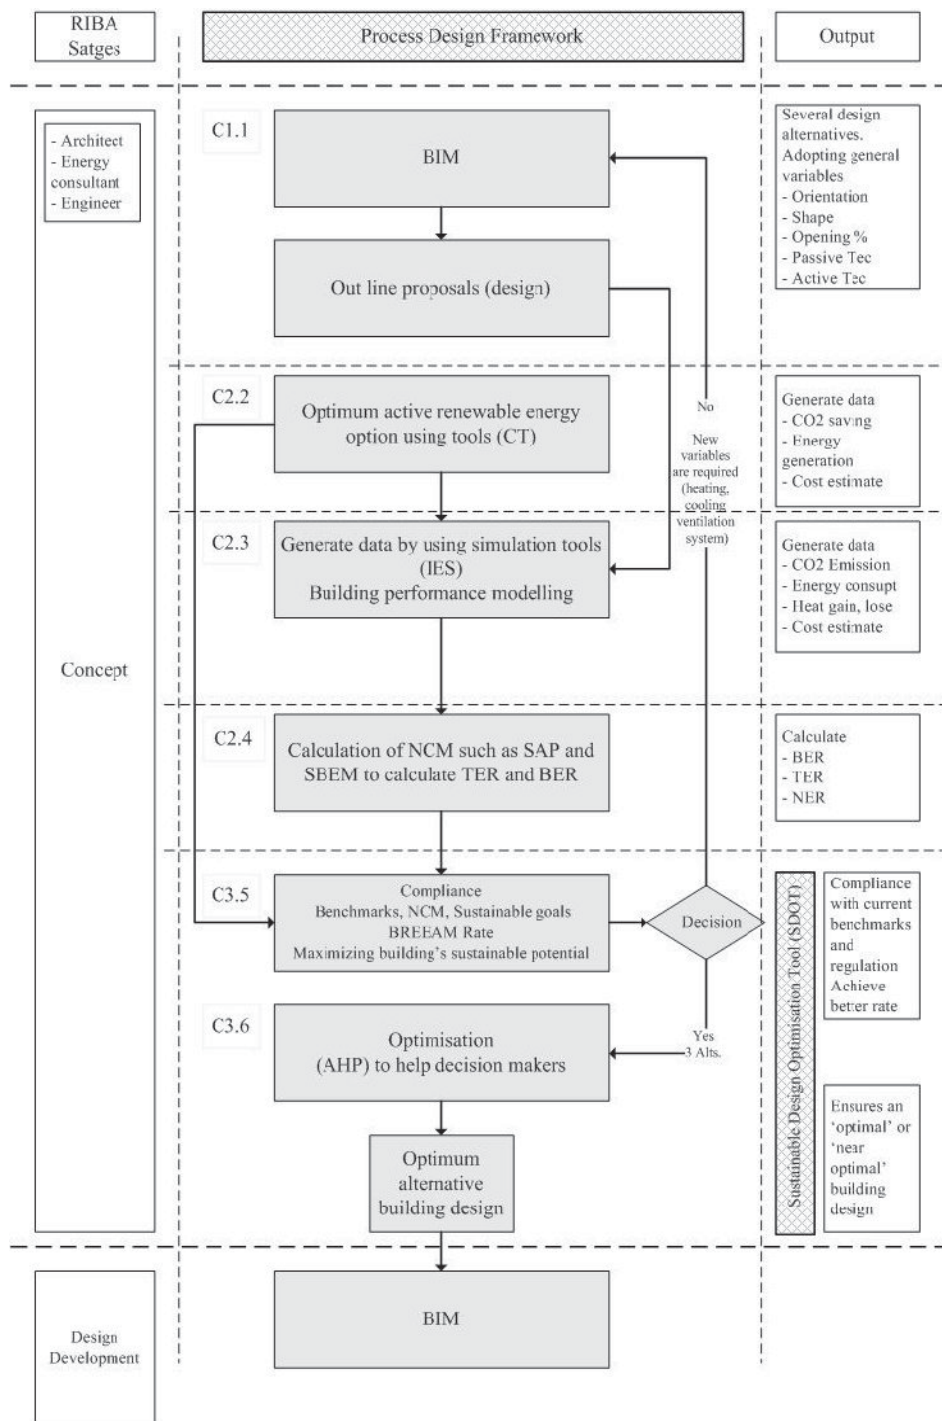 RIBA
Satges
Process Design Framework
Output
- Architect
- Energy
consultant
- Engineer
Concept
C1.1
BIM
Out line proposals (design)
Several design
alternatives.
Adopting general
variables
- Orientation
- Shape
- Opening %
- Passive Tec
- Active Tec
C2.2
Optimum active renewable energy
option using tools (CT)
No
New
variables
are required
(heating,
cooling
ventilation
system)
Generate data
- CO2 saving
- Energy
generation
- Cost estimate
C2.3
Generate data by using simulation tools
(IES)
Building performance modelling
Generate data
- CO2 Emission
- Energy consupt
- Heat gain, lose
- Cost estimate
C2.4
Calculation of NCM such as SAP and
SBEM to calculate TER and BER
Calculate
- BER
- TER
- NER
C3.5
Compliance
Benchmarks, NCM, Sustainable goals
BREEAM Rate
Maximizing building's sustainable potential
Decision
Sustainable Design Optimisation Tool (SDOT)
Compliance
with current
benchmarks
and
regulation
Achieve
better rate
C3.6
Optimisation
(AHP) to help decision makers
Yes
3 Alts.
Optimum
alternative
building design
Ensures an
‘optimal’ or
‘near
optimal’
building
design
Design
Development
BIM